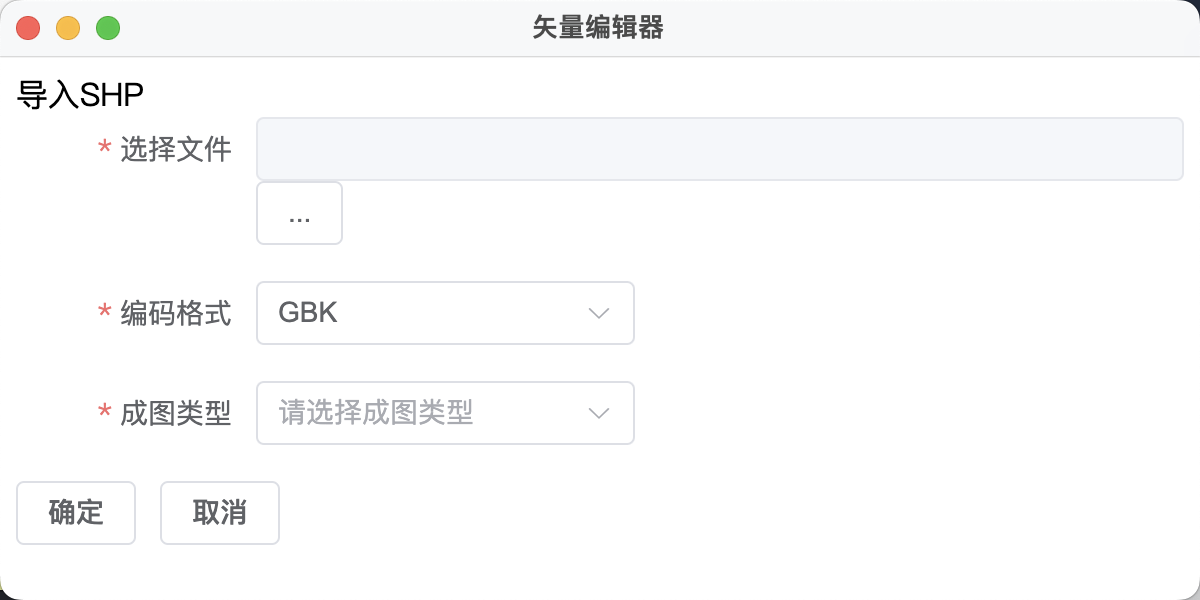 矢量编辑器
导入SHP
* 选择文件
...
* 编码格式 GBK
* 成图类型 请选择成图类型
确定 取消